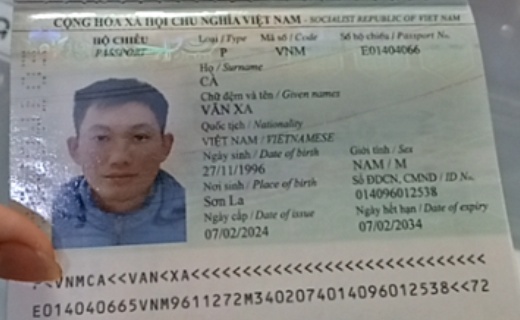 CỘNG HÒA XÃ HỘI CHỦ NGHĨA VIỆT NAM - SOCIALIST REPUBLIC OF VIET NAM
HỘ CHIẾU
PASSPORT
Loại / Type Mã số / Code Số hộ chiếu / Passport No.
P VNM E01404066
Họ / Surname
CÀ
Chữ đệm và tên / Given names
VĂN XA
Quốc tịch / Nationality
VIỆT NAM / VIETNAMESE
Ngày sinh / Date of birth Giới tính / Sex
27/11/1996 NAM / M
Nơi sinh / Place of birth Số ĐDCN, CMND / ID No.
Sơn La 014096012538
Ngày cấp / Date of issue Ngày hết hạn / Date of expiry
07/02/2024 07/02/2034
P<VNMCA<<VAN<XA<<<<<<<<<<<<<<<<<<<<<<<<<<<<<
E014040665VNM9611272M3402074014096012538<<72